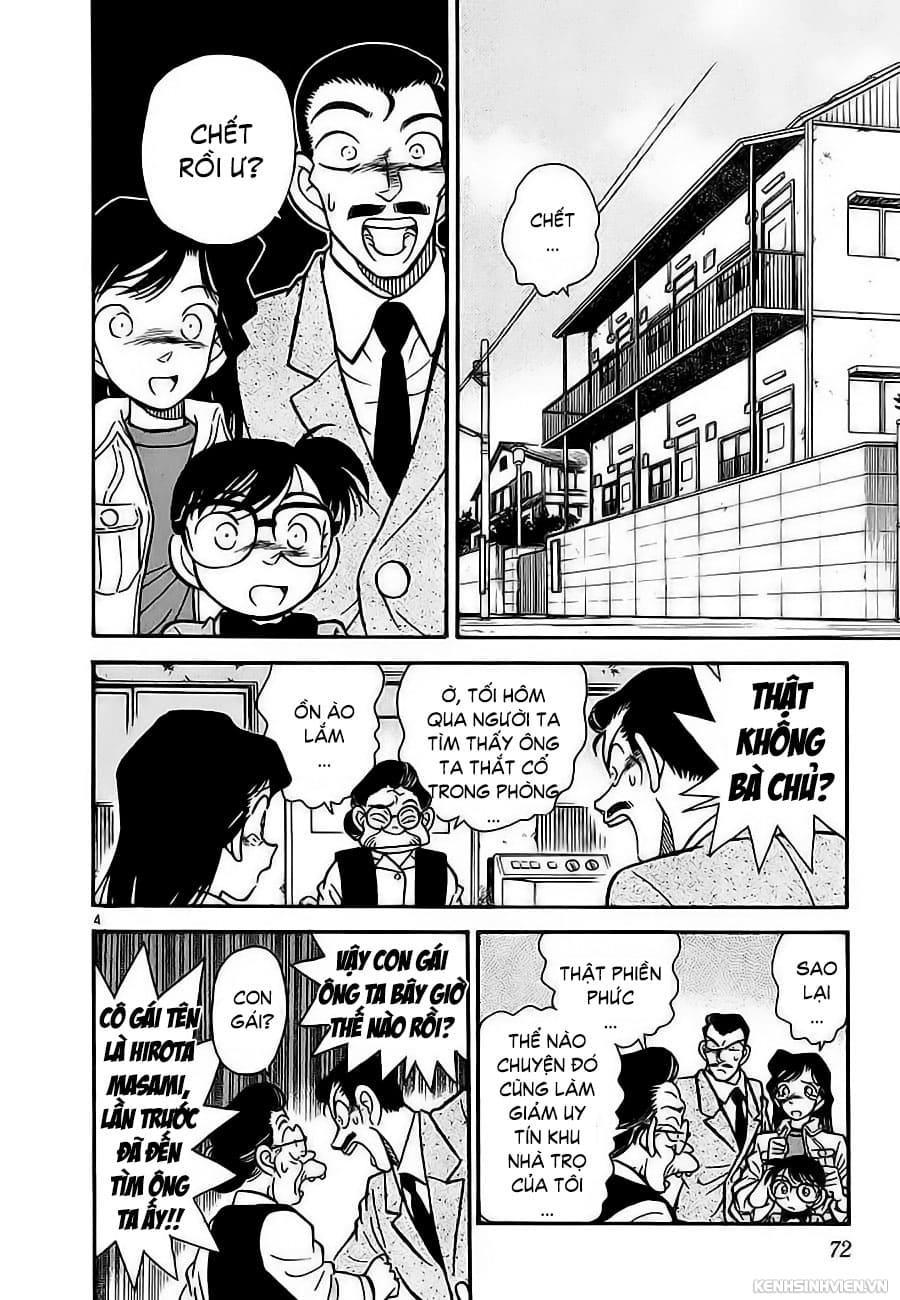 CHẾT
...
CHẾT
RỒI Ư?
THẬT
KHÔNG
BÀ CHỦ?
Ờ, TỐI HÔM
QUA NGƯỜI TA
TÌM THẤY ÔNG
TA THẮT CỔ
TRONG PHÒNG
...
ỒN ÀO
LẮM
...
SAO
LẠI
...
THẬT PHIỀN
PHỨC
...
THỂ NÀO
CHUYỆN ĐÓ
CŨNG LÀM
GIẢM UY
TÍN KHU
NHÀ TRỌ
CỦA TÔI
...
VẬY CON GÁI
ÔNG TA BÂY GIỜ
THẾ NÀO RỒI?
CON
GÁI?
CÔ GÁI TÊN
LÀ HIROTA
MASAMI,
LẦN TRƯỚC
ĐÃ ĐẾN
TÌM ÔNG
TA ẤY!!
4
72
KENHSINHVIEN.VN